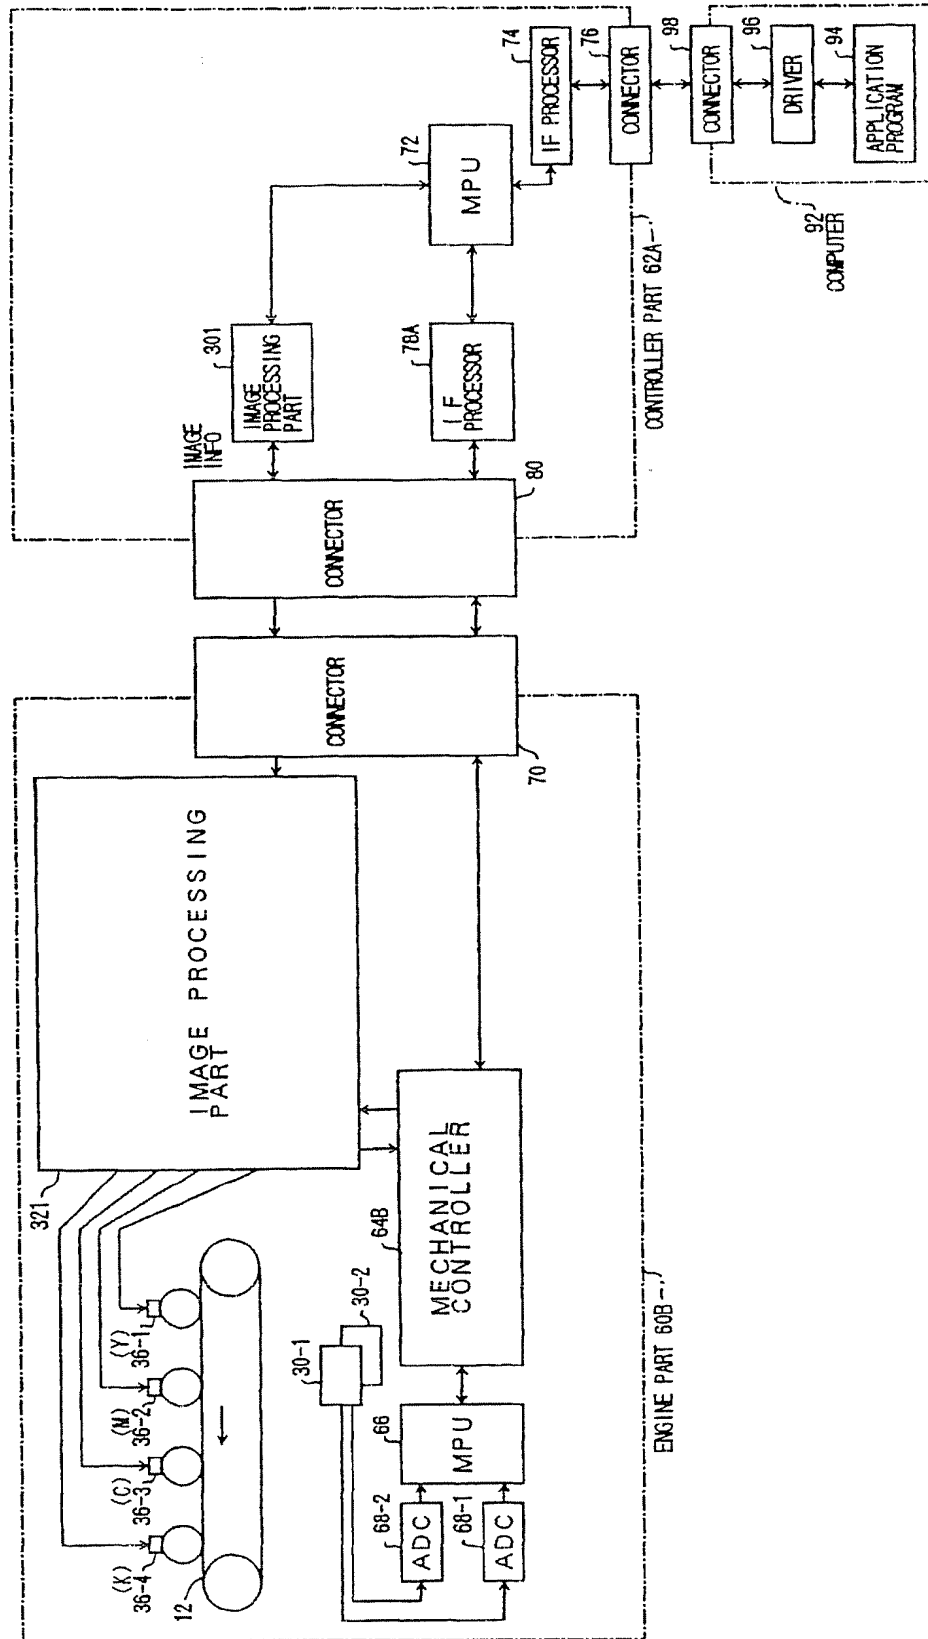 (K)
36-4
(C)
36-3
(M)
36-2
(Y)
36-1
12
321
IMAGE PROCESSING
PART
30-1
30-2
68-2
ADC
68-1
ADC
66
MPU
64B
MECHANICAL
CONTROLLER
ENGINE PART 60B
70
CONNECTOR
80
CONNECTOR
IMAGE
INFO
301
IMAGE
PROCESSING
PART
78A
IF
PROCESSOR
72
MPU
74
IF PROCESSOR
76
CONNECTOR
CONTROLLER PART 62A
98
CONNECTOR
96
DRIVER
94
APPLICATION
PROGRAM
92
COMPUTER